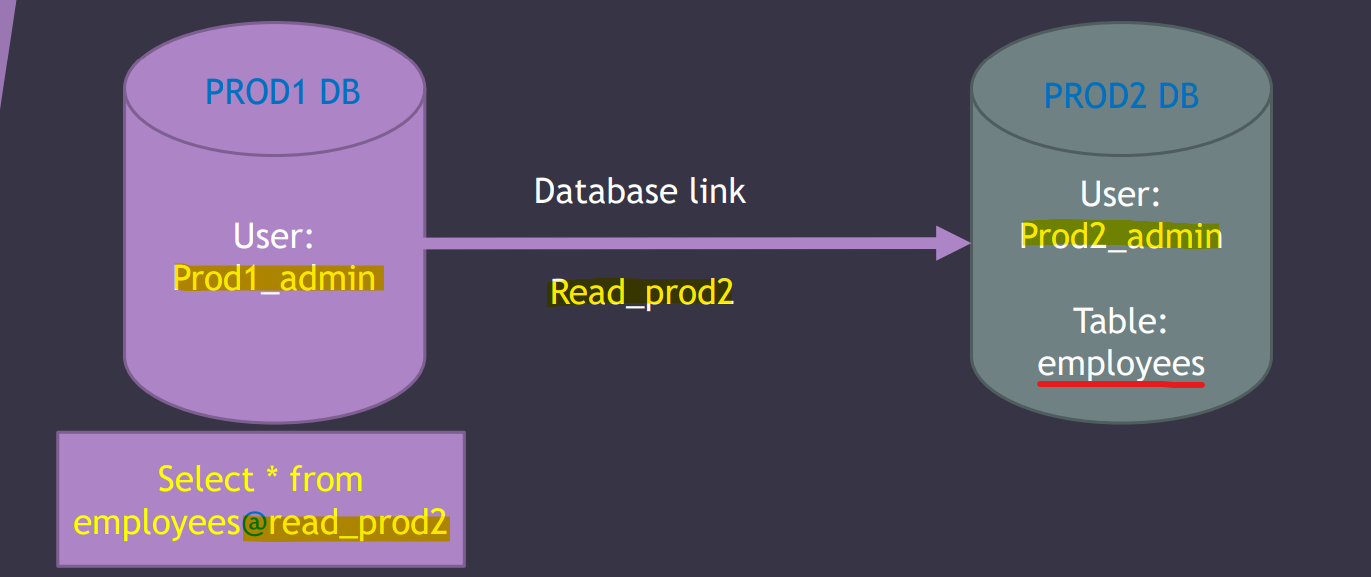 PROD1 DB
User:
Prod1_admin
Select * from
employees@read_prod2
Database link
Read_prod2
PROD2 DB
User:
Prod2_admin
Table:
employees